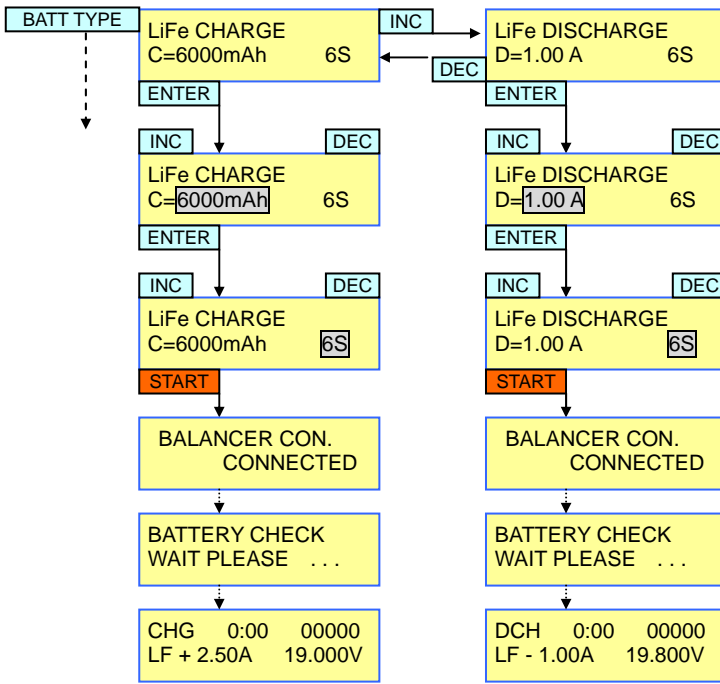 BATT TYPE
LiFe CHARGE
C=6000mAh 6S
INC
DEC
LiFe DISCHARGE
D=1.00 A 6S
ENTER
ENTER
INC DEC
INC DEC
LiFe CHARGE
C=6000mAh 6S
LiFe DISCHARGE
D=1.00 A 6S
ENTER
ENTER
INC DEC
INC DEC
LiFe CHARGE
C=6000mAh 6S
LiFe DISCHARGE
D=1.00 A 6S
START
START
BALANCER CON.
CONNECTED
BALANCER CON.
CONNECTED
BATTERY CHECK
WAIT PLEASE . . .
BATTERY CHECK
WAIT PLEASE . . .
CHG 0:00 00000
LF + 2.50A 19.000V
DCH 0:00 00000
LF - 1.00A 19.800V